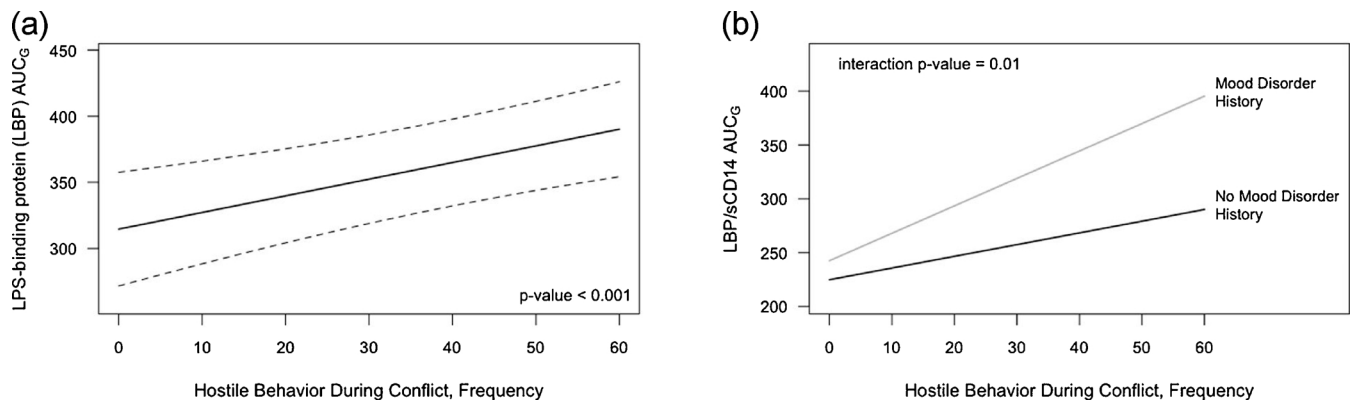 (a)
LPS-binding protein (LBP) AUCG
450
400
350
300
p-value < 0.001
0 10 20 30 40 50 60
Hostile Behavior During Conflict, Frequency
(b)
LBP/sCD14 AUCG
400
350
300
250
200
interaction p-value = 0.01
Mood Disorder
History
No Mood Disorder
History
0 10 20 30 40 50 60
Hostile Behavior During Conflict, Frequency